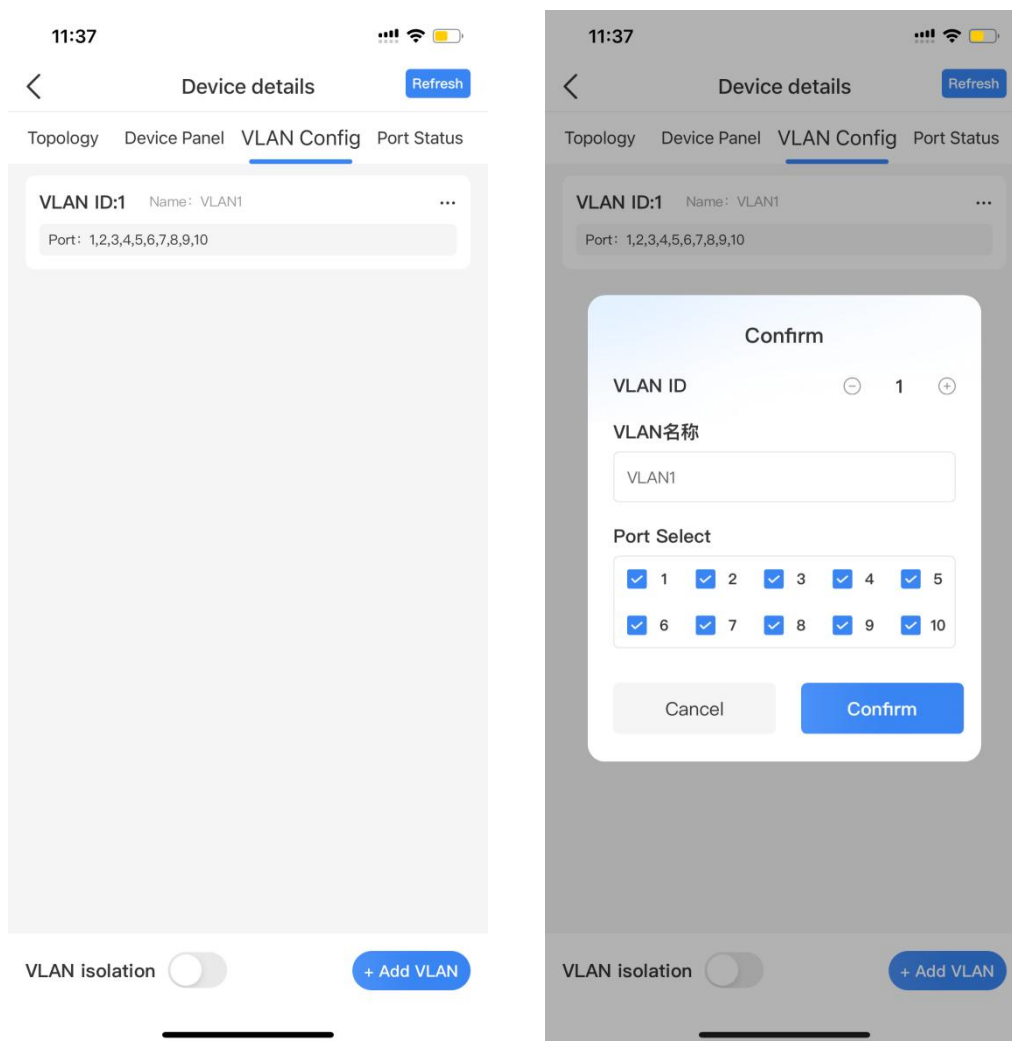 11:37
Device details
Refresh
Topology Device Panel VLAN Config Port Status
VLAN ID:1 Name: VLAN1 ...
Port: 1,2,3,4,5,6,7,8,9,10
VLAN isolation
+ Add VLAN
11:37
Device details
Refresh
Topology Device Panel VLAN Config Port Status
VLAN ID:1 Name: VLAN1 ...
Port: 1,2,3,4,5,6,7,8,9,10
Confirm
VLAN ID 1
VLAN名称
VLAN1
Port Select
1 2 3 4 5
6 7 8 9 10
Cancel Confirm
VLAN isolation
+ Add VLAN